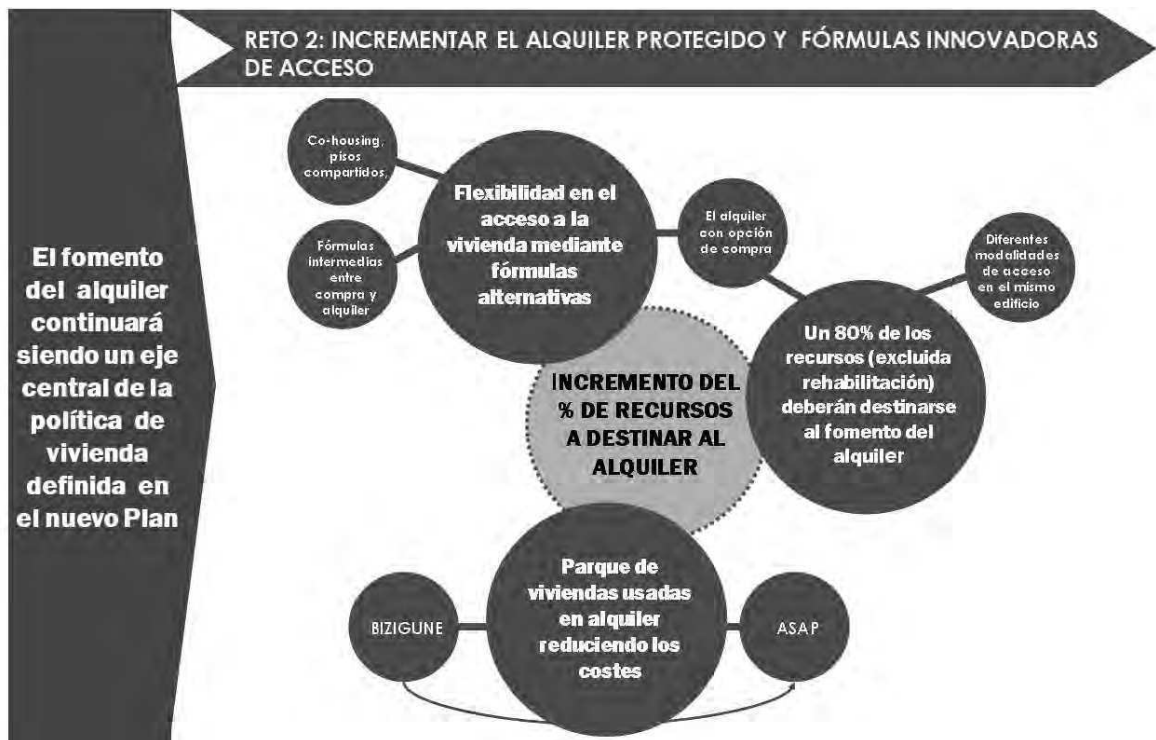 RETO 2: INCREMENTAR EL ALQUILER PROTEGIDO Y FÓRMULAS INNOVADORAS
DE ACCESO
El fomento
del alquiler
continuará
siendo un eje
central de la
política de
vivienda
definida en
el nuevo Plan
Co-housing,
pisos
compartidos,
Fórmulas
intermedias
entre
compra y
alquiler
Flexibilidad en el
acceso a la
vivienda mediante
fórmulas
alternativas
El alquiler
con opción
de compra
Diferentes
modalidades
de acceso
en el mismo
edificio
Un 80% de los
recursos (excluida
rehabilitación)
deberán destinarse
al fomento del
alquiler
INCREMENTO DEL
% DE RECURSOS
A DESTINAR AL
ALQUILER
BIZIGUNE
Parque de
viviendas usadas
en alquiler
reduciendo los
costes
ASAP